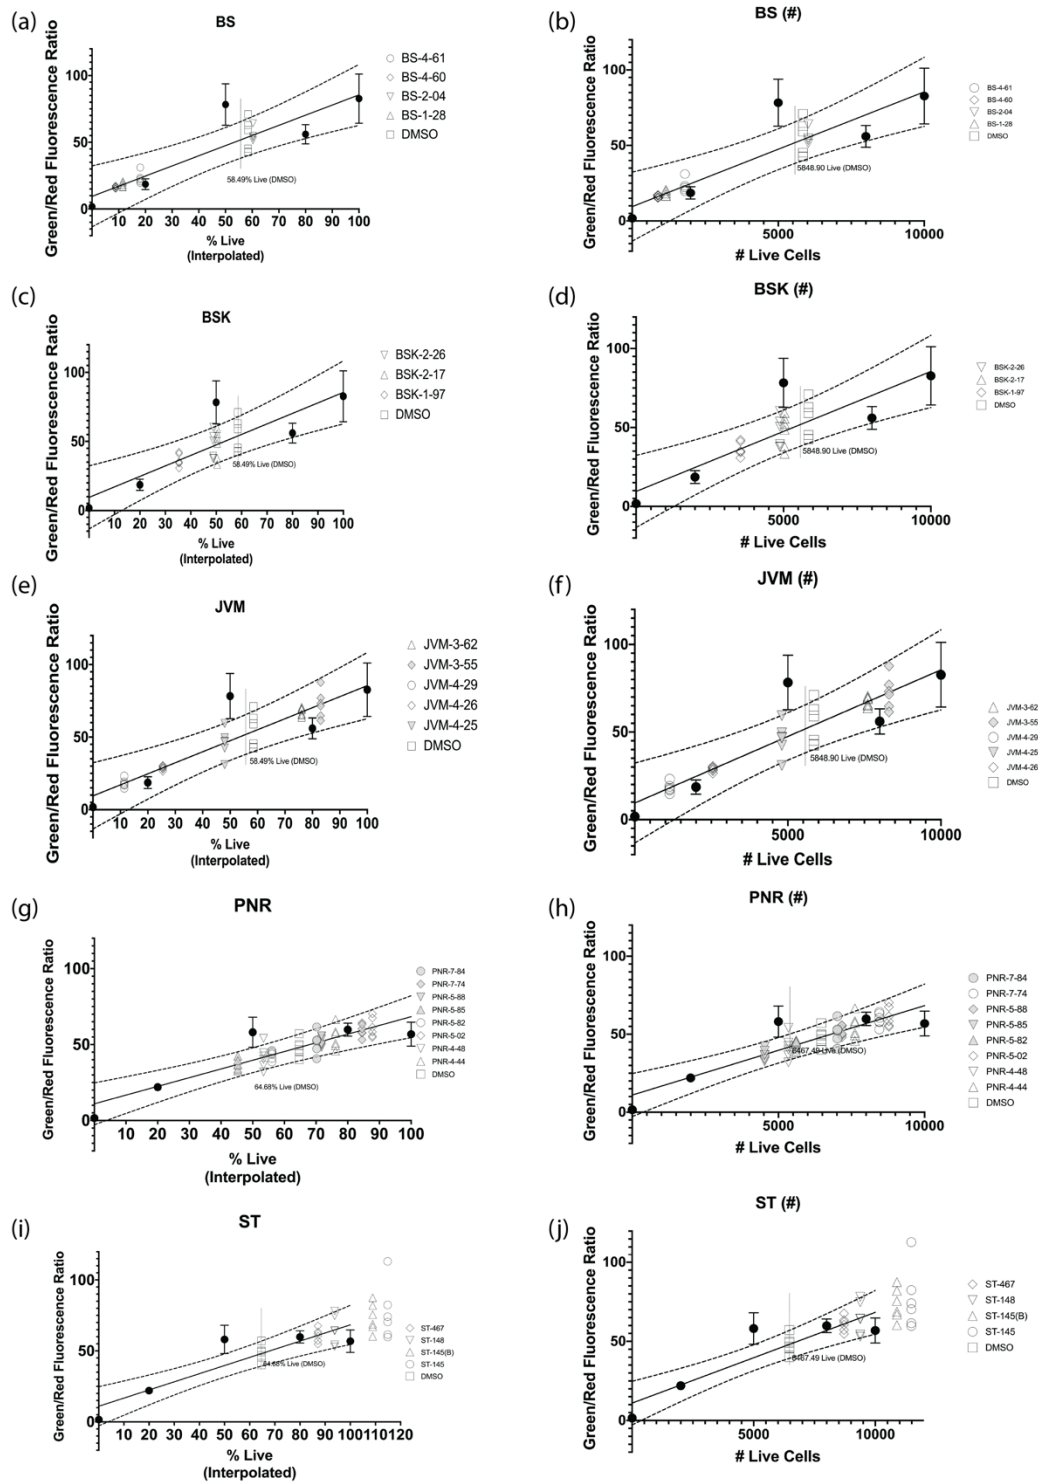 (a)
BS
Green/Red Fluorescence Ratio
100
50
0
10 20 30 40 50 60 70 80 90 100
% Live
(Interpolated)
58.49% Live (DMSO)
BS-4-61
BS-4-60
BS-2-04
BS-1-28
DMSO
(b)
BS (#)
Green/Red Fluorescence Ratio
100
50
0
5000 10000
# Live Cells
5848.90 Live (DMSO)
BS-4-61
BS-4-60
BS-2-04
BS-1-28
DMSO
(c)
BSK
Green/Red Fluorescence Ratio
100
50
0
10 20 30 40 50 60 70 80 90 100
% Live
(Interpolated)
58.49% Live (DMSO)
BSK-2-26
BSK-2-17
BSK-1-97
DMSO
(d)
BSK (#)
Green/Red Fluorescence Ratio
100
50
0
5000 10000
# Live Cells
5848.90 Live (DMSO)
BSK-2-26
BSK-2-17
BSK-1-97
DMSO
(e)
JVM
Green/Red Fluorescence Ratio
100
50
0
10 20 30 40 50 60 70 80 90 100
% Live
(Interpolated)
58.49% Live (DMSO)
JVM-3-62
JVM-3-55
JVM-4-29
JVM-4-26
JVM-4-25
DMSO
(f)
JVM (#)
Green/Red Fluorescence Ratio
100
50
0
5000 10000
# Live Cells
5848.90 Live (DMSO)
JVM-3-62
JVM-3-55
JVM-4-29
JVM-4-25
JVM-4-26
DMSO
(g)
PNR
Green/Red Fluorescence Ratio
100
50
0
10 20 30 40 50 60 70 80 90 100
% Live
(Interpolated)
64.68% Live (DMSO)
PNR-7-84
PNR-7-74
PNR-5-88
PNR-5-85
PNR-5-82
PNR-5-02
PNR-4-48
PNR-4-44
DMSO
(h)
PNR (#)
Green/Red Fluorescence Ratio
100
50
0
5000 10000
# Live Cells
6467.49 Live (DMSO)
PNR-7-84
PNR-7-74
PNR-5-88
PNR-5-85
PNR-5-82
PNR-5-02
PNR-4-48
PNR-4-44
DMSO
(i)
ST
Green/Red Fluorescence Ratio
100
50
0
10 20 30 40 50 60 70 80 90 100 120
% Live
(Interpolated)
64.68% Live (DMSO)
ST-467
ST-148
ST-145(B)
ST-145
DMSO
(j)
ST (#)
Green/Red Fluorescence Ratio
100
50
0
5000 10000
# Live Cells
6467.49 Live (DMSO)
ST-467
ST-148
ST-145(B)
ST-145
DMSO